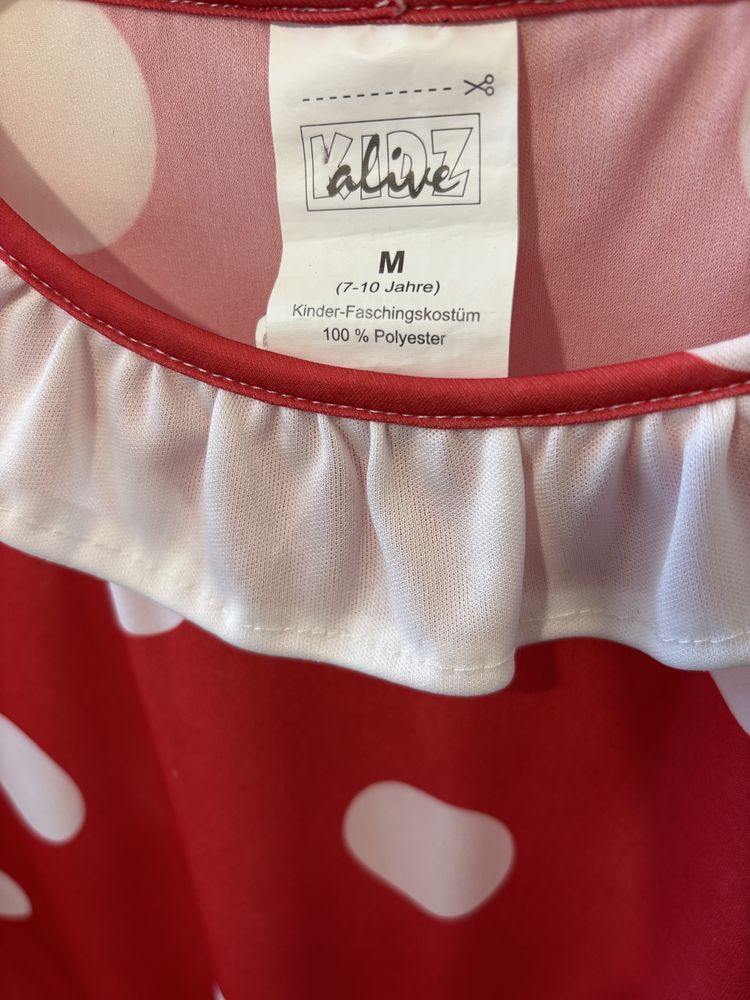 KIDZ
alive
M
(7-10 Jahre)
Kinder-Faschingskostüm
100 % Polyester